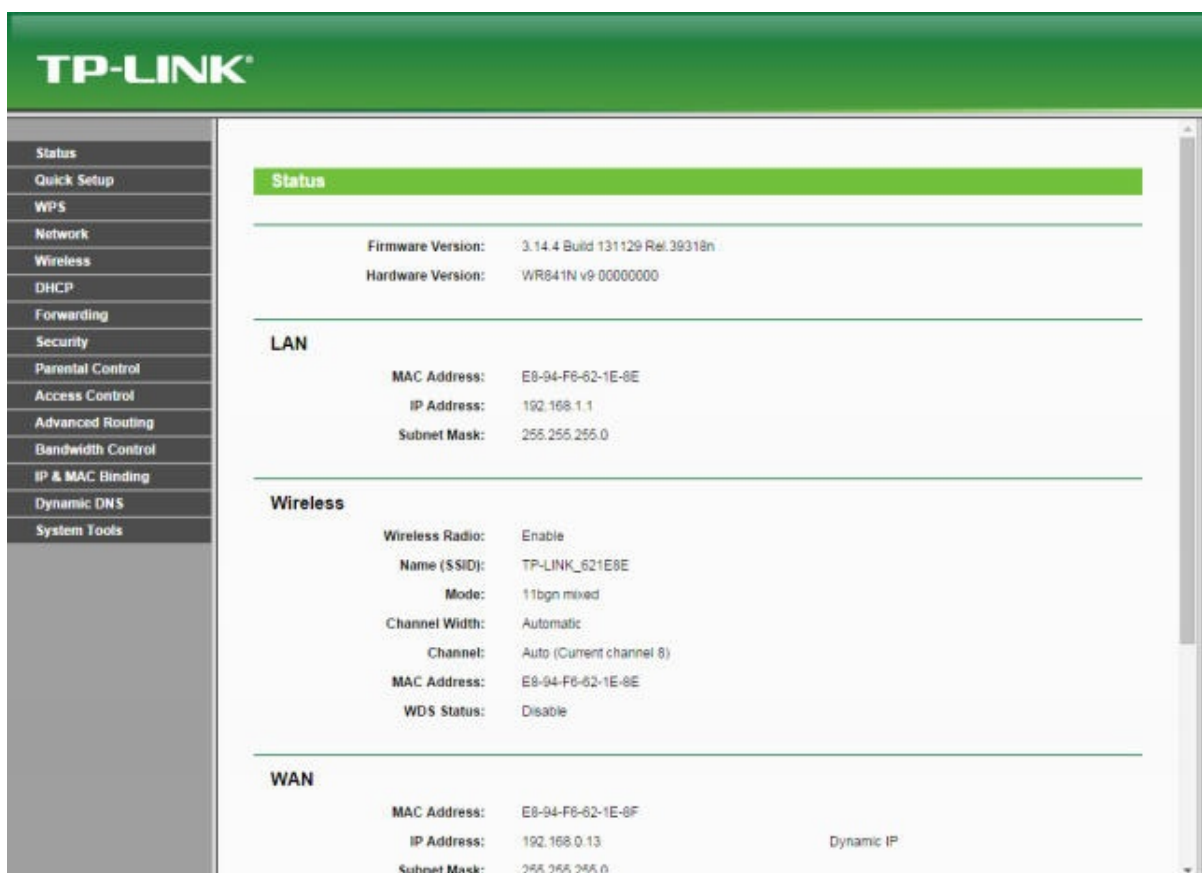 TP-LINK®
Status
Quick Setup
WPS
Network
Wireless
DHCP
Forwarding
Security
Parental Control
Access Control
Advanced Routing
Bandwidth Control
IP & MAC Binding
Dynamic DNS
System Tools
Status
Firmware Version: 3.14.4 Build 131129 Rel.39318n
Hardware Version: WR841N v9 00000000
LAN
MAC Address: E8-94-F6-62-1E-8E
IP Address: 192.168.1.1
Subnet Mask: 255.255.255.0
Wireless
Wireless Radio: Enable
Name (SSID): TP-LINK_621E8E
Mode: 11bgn mixed
Channel Width: Automatic
Channel: Auto (Current channel 8)
MAC Address: E8-94-F6-62-1E-8E
WDS Status: Disable
WAN
MAC Address: E8-94-F6-62-1E-8F
IP Address: 192.168.0.13 Dynamic IP
Subnet Mask: 255.255.255.0